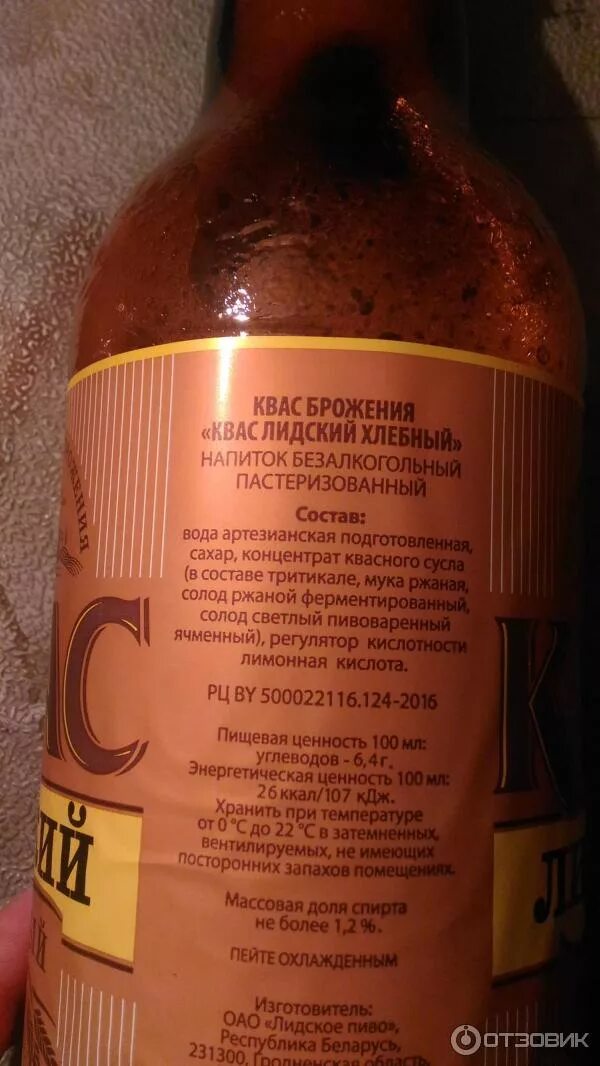 КВАС БРОЖЕНИЯ
«КВАС ЛИДСКИЙ ХЛЕБНЫЙ»
НАПИТОК БЕЗАЛКОГОЛЬНЫЙ
ПАСТЕРИЗОВАННЫЙ
Состав:
вода артезианская подготовленная,
сахар, концентрат квасного сусла
(в составе тритикале, мука ржаная,
солод ржаной ферментированный,
солод светлый пивоваренный
ячменный), регулятор кислотности
лимонная кислота.
РЦ BY 500022116.124-2016
Пищевая ценность 100 мл:
углеводов - 6,4 г.
Энергетическая ценность 100 мл:
26 ккал/107 кДж.
Хранить при температуре
от 0 °С до 22 °С в затемненных,
вентилируемых, не имеющих
посторонних запахов помещениях.
Массовая доля спирта
не более 1,2 %.
ПЕЙТЕ ОХЛАЖДЕННЫМ
Изготовитель:
ОАО «Лидское пиво»,
Республика Беларусь,
231300, Гродненская область,
ОТЗОВИК